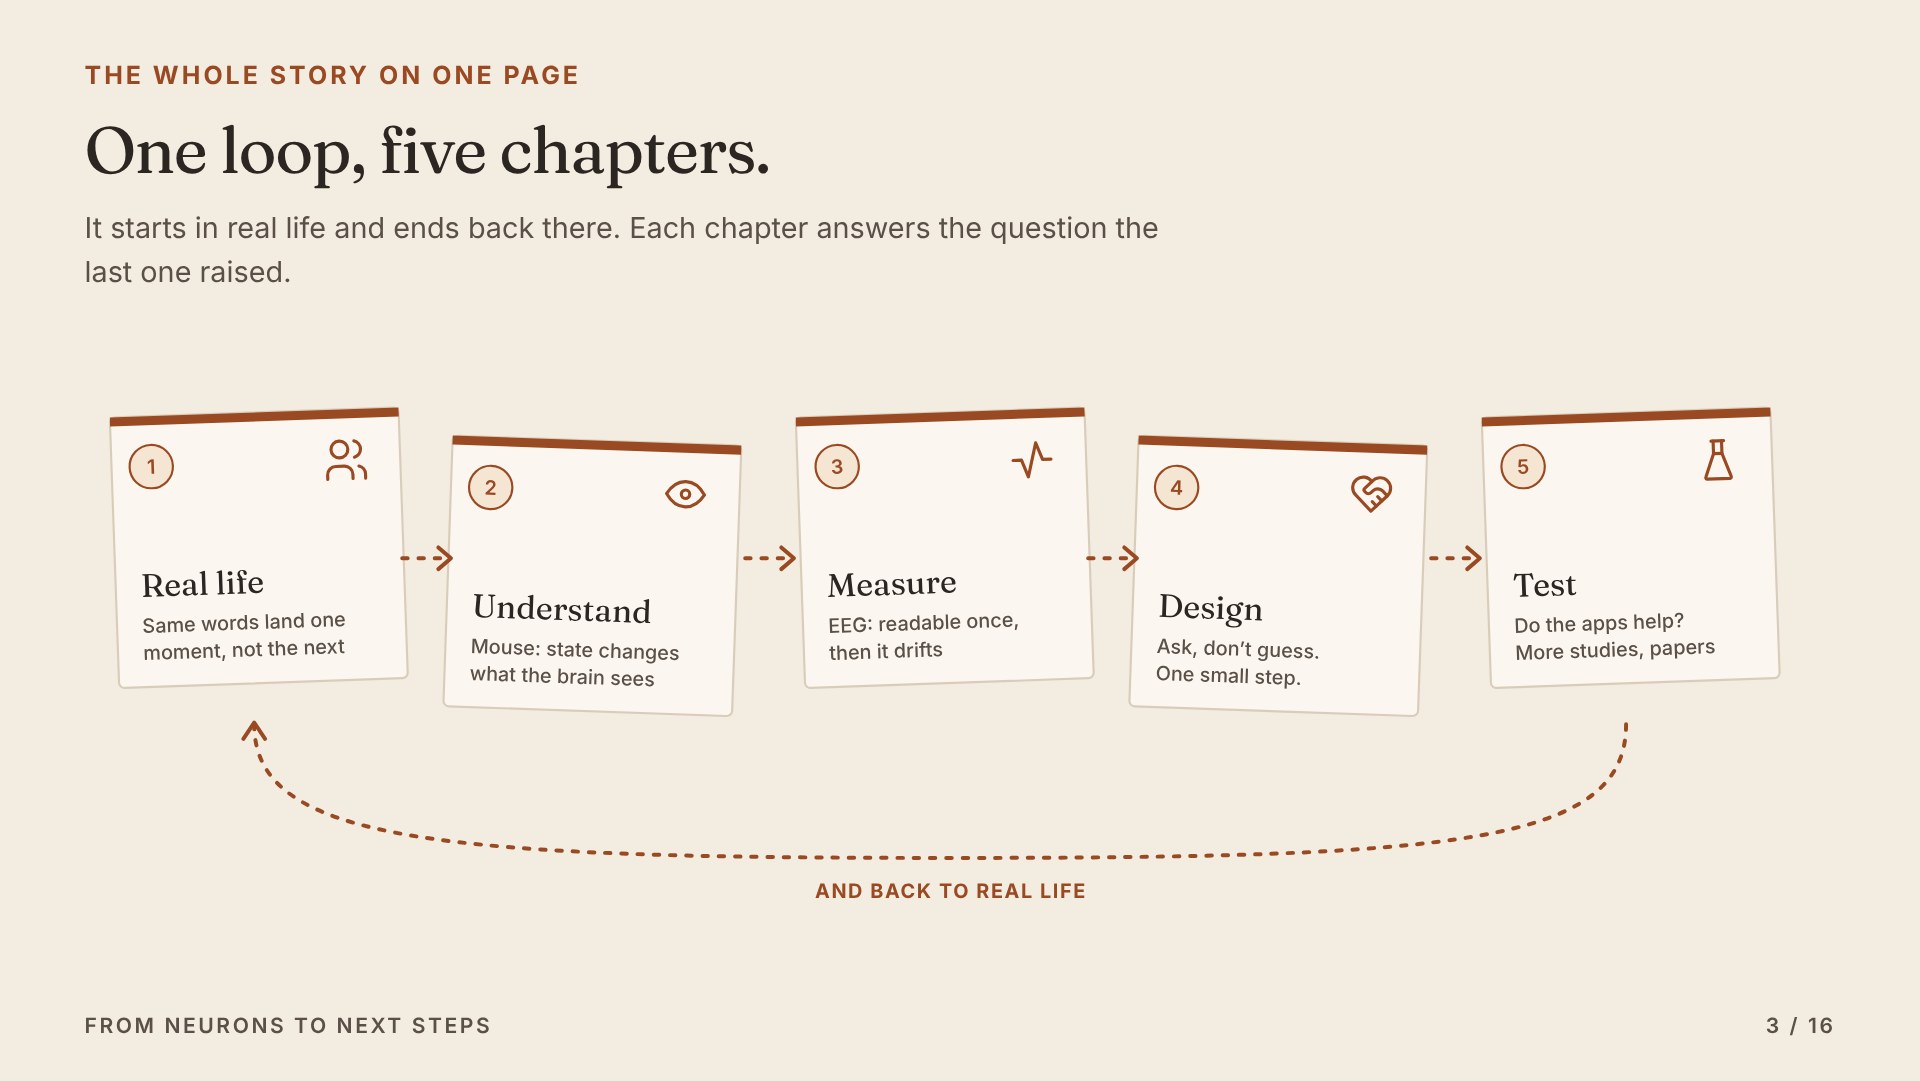 THE WHOLE STORY ON ONE PAGE
One loop, five chapters.
It starts in real life and ends back there. Each chapter answers the question the
last one raised.
1
Real life
Same words land one
moment, not the next
2
Understand
Mouse: state changes
what the brain sees
3
Measure
EEG: readable once,
then it drifts
4
Design
Ask, don’t guess.
One small step.
5
Test
Do the apps help?
More studies, papers
AND BACK TO REAL LIFE
FROM NEURONS TO NEXT STEPS
3 / 16